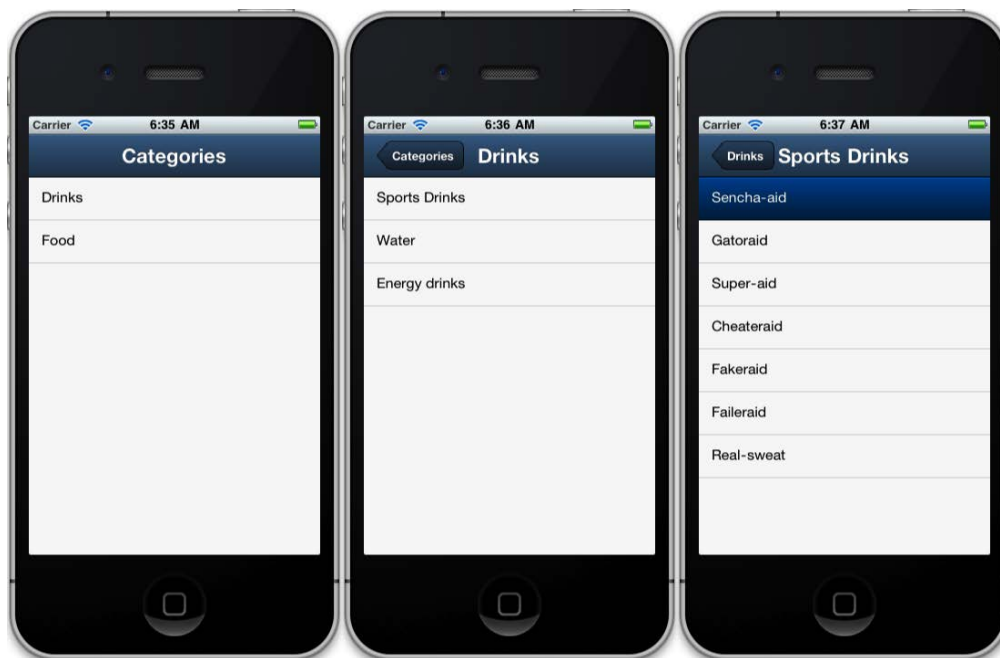 Carrier 6:35 AM
Categories
Drinks
Food
Carrier 6:36 AM
Categories Drinks
Sports Drinks
Water
Energy drinks
Carrier 6:37 AM
Drinks Sports Drinks
Sencha-aid
Gatoraid
Super-aid
Cheateraid
Fakeraid
Faileraid
Real-sweat